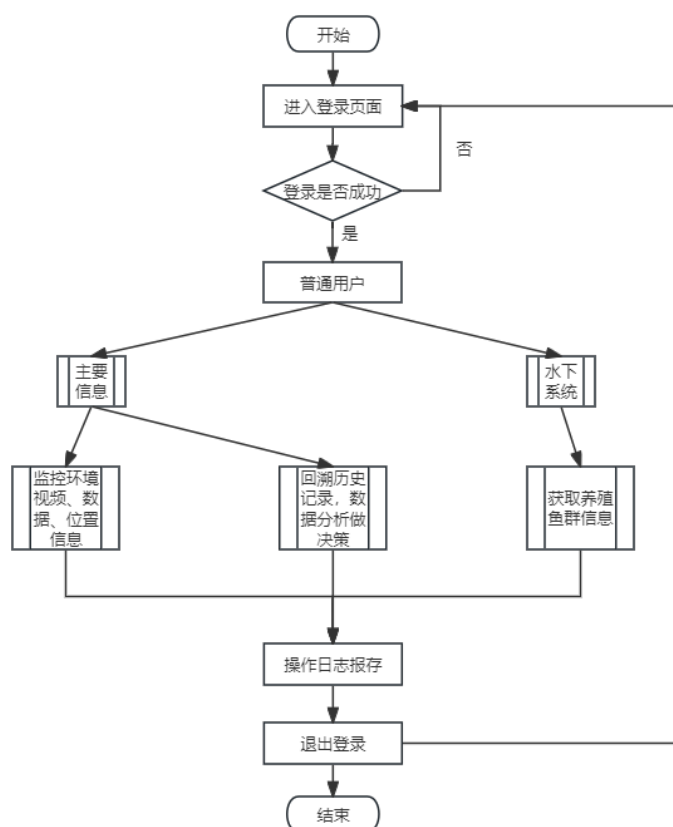 开始
进入登录页面
否
登录是否成功
是
普通用户
主要
信息
水下
系统
监控环境
视频、数
据、位置
信息
回溯历史
记录，数
据分析做
决策
获取养殖
鱼群信息
操作日志报存
退出登录
结束